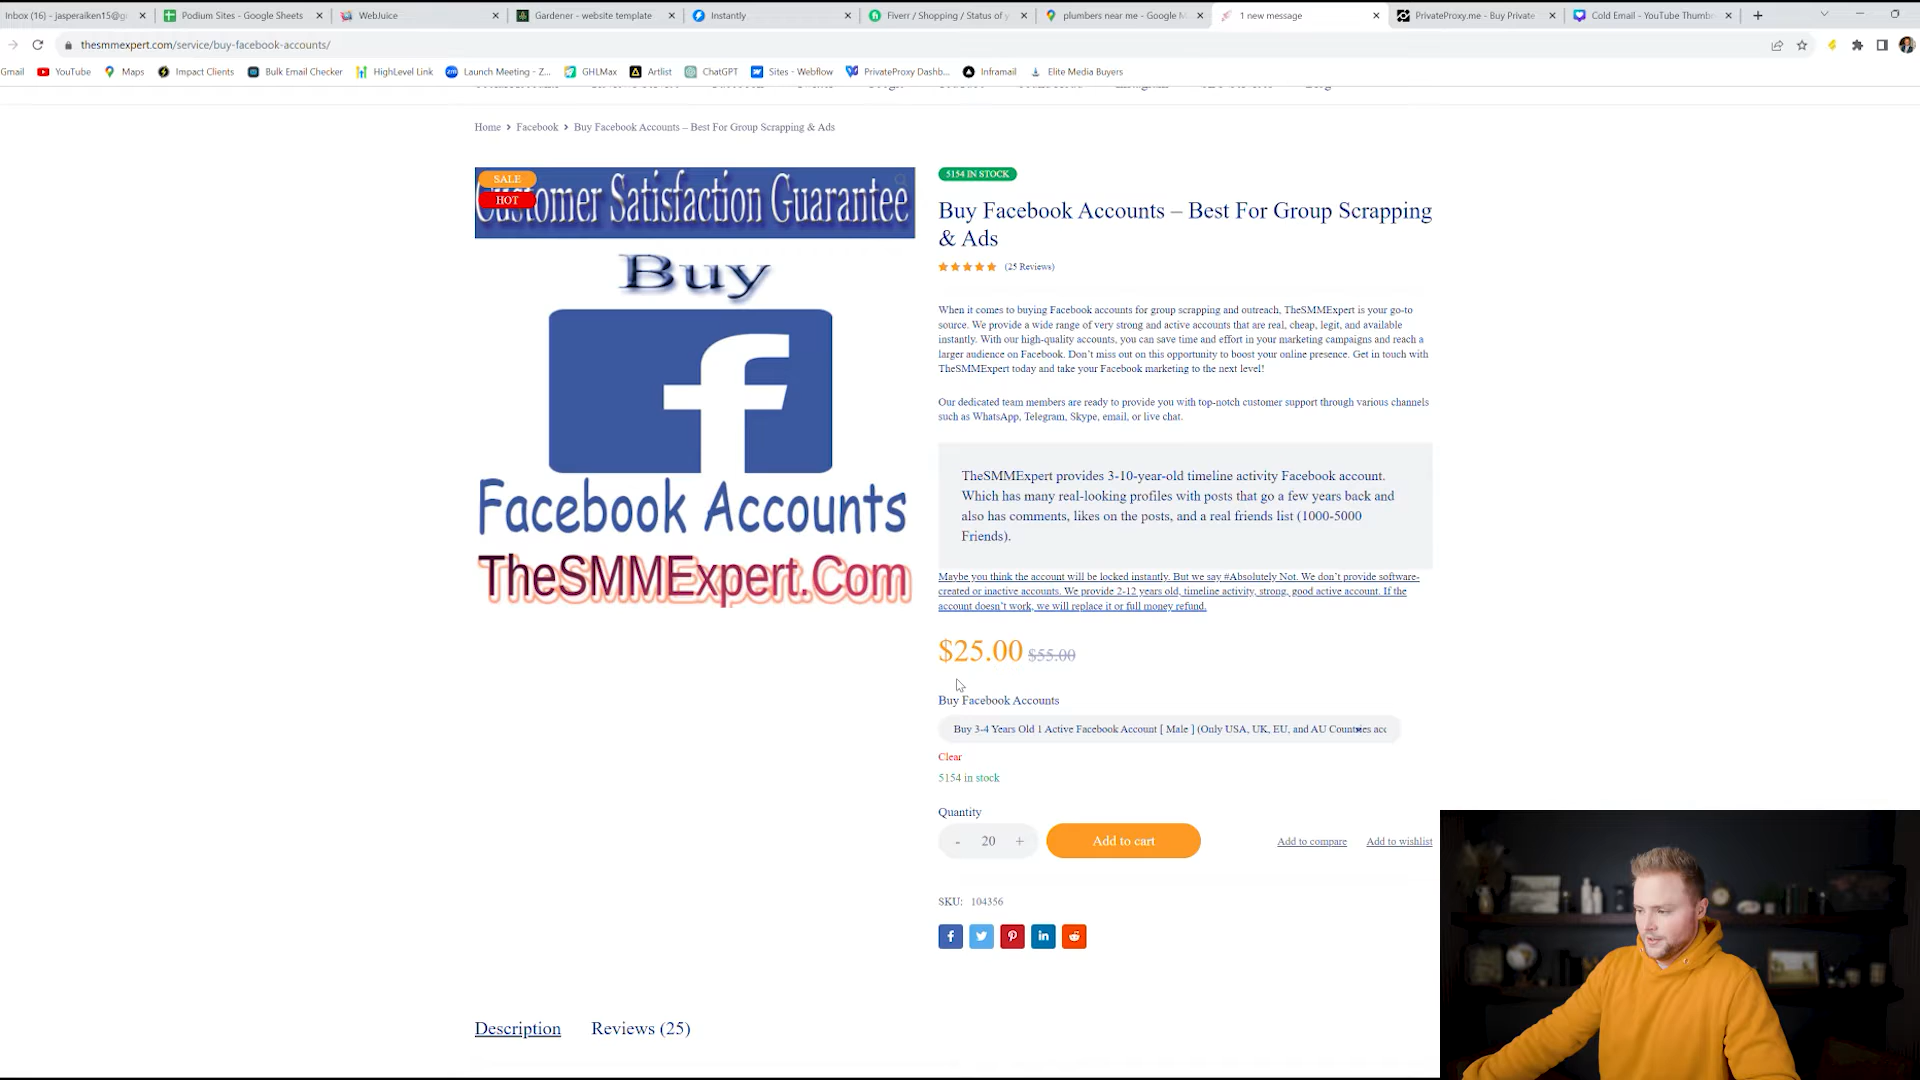 Inbox (16) - jasperaiken15@g
Podium Sites - Google Sheets
WebJuice
Gardener - website template
Instantly
Fiverr / Shopping / Status of y
plumbers near me - Google M
1 new message
PrivateProxy.me - Buy Private
Cold Email - YouTube Thumb
thesmmexpert.com/service/buy-facebook-accounts/
Gmail
YouTube
Maps
Impact Clients
Bulk Email Checker
HighLevel Link
Launch Meeting - Z...
GHLMax
Artlist
ChatGPT
Sites - Webflow
PrivateProxy Dashb...
Inframail
Elite Media Buyers
Home > Facebook > Buy Facebook Accounts – Best For Group Scrapping & Ads
SALE
HOT
Customer Satisfaction Guarantee
Buy
Facebook Accounts
TheSMMExpert.Com
5154 IN STOCK
Buy Facebook Accounts – Best For Group Scrapping
& Ads
(25 Reviews)
When it comes to buying Facebook accounts for group scrapping and outreach, TheSMMExpert is your go-to
source. We provide a wide range of very strong and active accounts that are real, cheap, legit, and available
instantly. With our high-quality accounts, you can save time and effort in your marketing campaigns and reach a
larger audience on Facebook. Don't miss out on this opportunity to boost your online presence. Get in touch with
TheSMMExpert today and take your Facebook marketing to the next level!
Our dedicated team members are ready to provide you with top-notch customer support through various channels
such as WhatsApp, Telegram, Skype, email, or live chat.
TheSMMExpert provides 3-10-year-old timeline activity Facebook account.
Which has many real-looking profiles with posts that go a few years back and
also has comments, likes on the posts, and a real friends list (1000-5000
Friends).
Maybe you think the account will be locked instantly. But we say #Absolutely Not. We don't provide software-
created or inactive accounts. We provide 2-12 years old, timeline activity, strong, good active account. If the
account doesn't work, we will replace it or full money refund.
$25.00 $55.00
Buy Facebook Accounts
Buy 3-4 Years Old 1 Active Facebook Account [ Male ] (Only USA, UK, EU, and AU Countries acc
Clear
5154 in stock
Quantity
- 20 +
Add to cart
Add to compare
Add to wishlist
SKU: 104356
Description
Reviews (25)